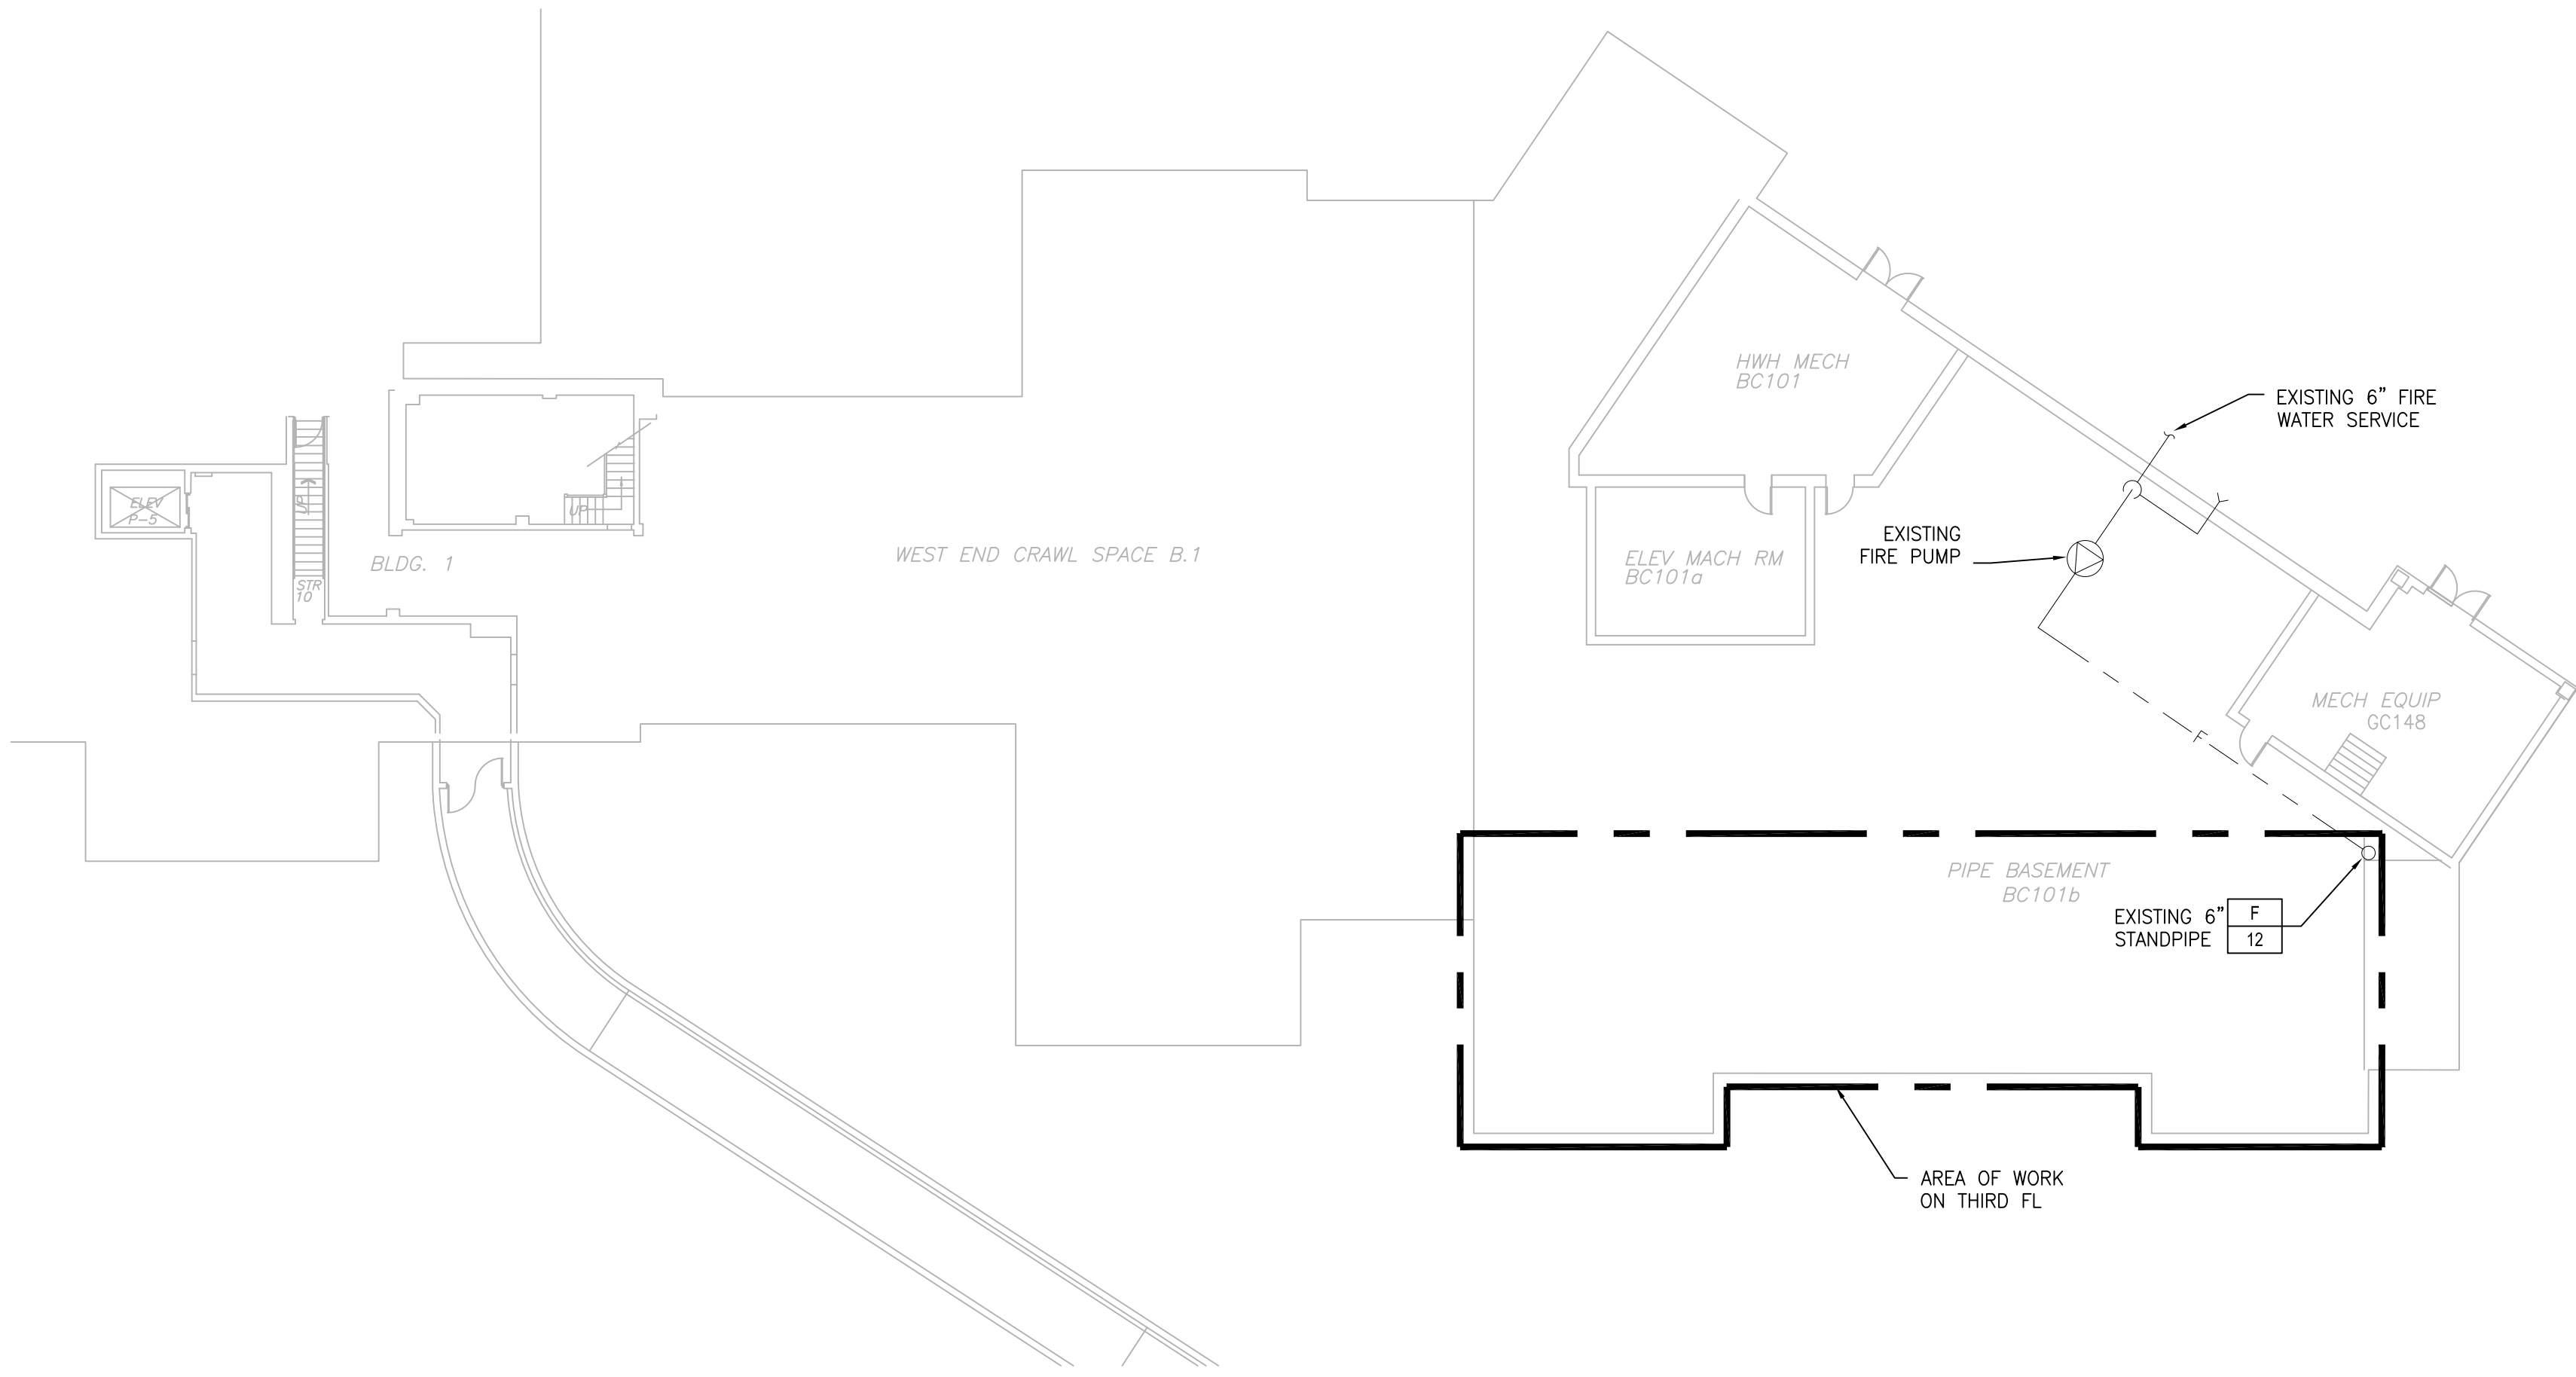 HWH MECH
BC101
EXISTING 6" FIRE
WATER SERVICE
ELEV
P-5
UP
UP
EXISTING
FIRE PUMP
BLDG. 1
WEST END CRAWL SPACE B.1
ELEV MACH RM
BC101a
STR
10
MECH EQUIP
GC148
F
PIPE BASEMENT
BC101b
EXISTING 6"
STANDPIPE
F
12
AREA OF WORK
ON THIRD FL